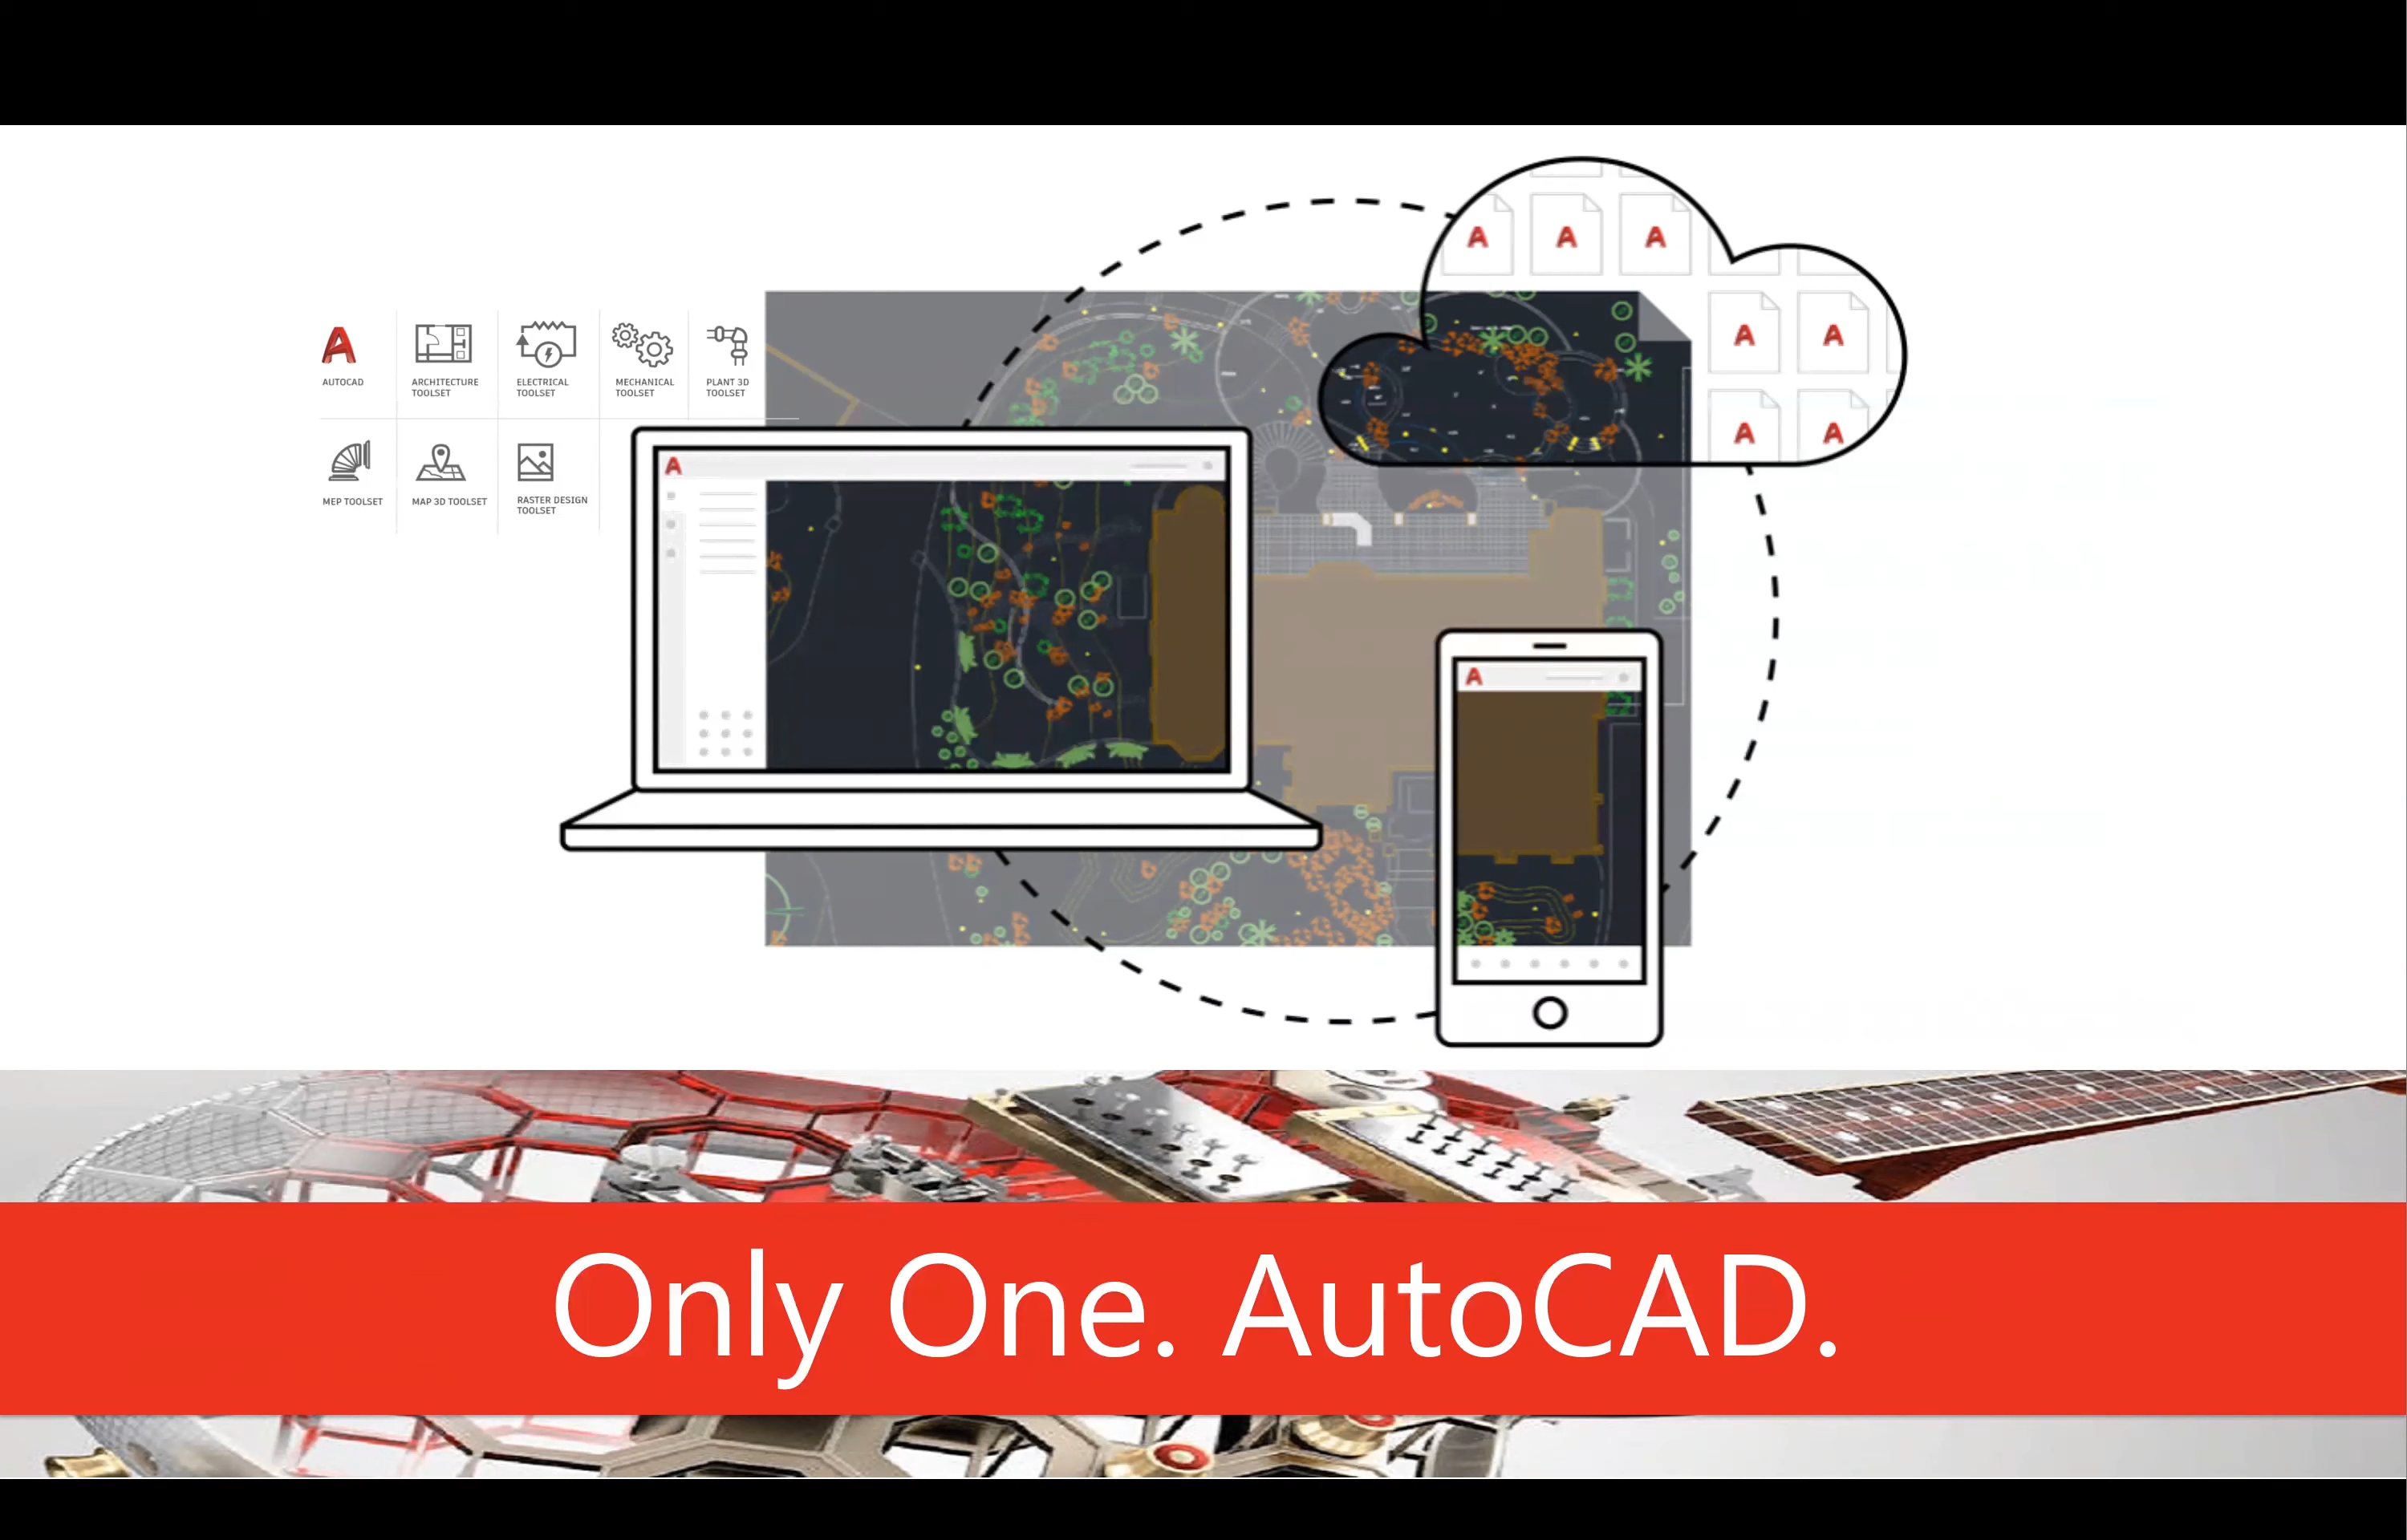 AUTOCAD
ARCHITECTURE
TOOLSET
ELECTRICAL
TOOLSET
MECHANICAL
TOOLSET
PLANT 3D
TOOLSET
MEP TOOLSET
MAP 3D TOOLSET
RASTER DESIGN
TOOLSET
A A A
A A
A A
A
A
Only One. AutoCAD.